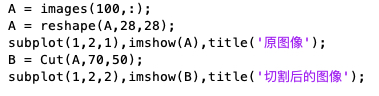 A = images(100,:);
A = reshape(A,28,28);
subplot(1,2,1),imshow(A),title('原图像');
B = Cut(A,70,50);
subplot(1,2,2),imshow(B),title('切割后的图像');